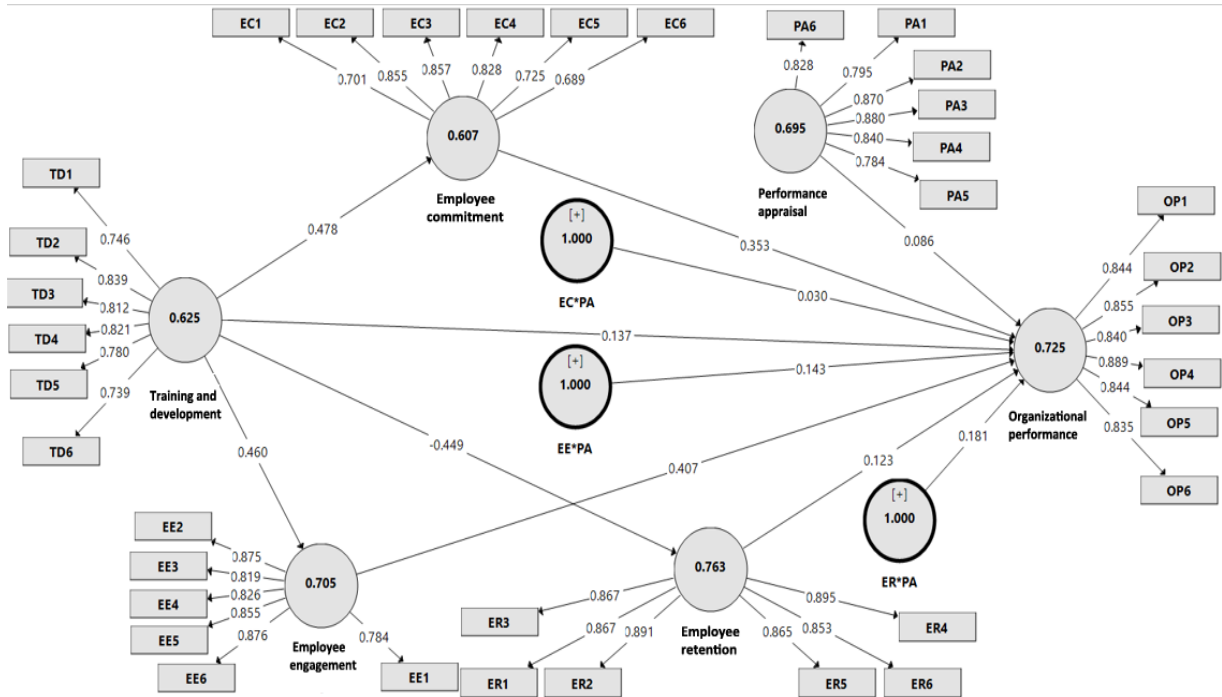 EC1 EC2 EC3 EC4 EC5 EC6
PA6 PA1
0.701 0.855 0.857 0.828 0.725 0.689
0.828 0.795
PA2
0.870
PA3
0.880
0.607
0.695
0.840
PA4
0.784
PA5
TD1
Employee
commitment
Performance
appraisal
OP1
[+]
1.000
EC*PA
0.478
0.353
0.086
0.746
TD2
0.839
TD3
0.812
0.625
TD4
0.821
0.780
TD5
0.739
TD6
Training and
development
0.030
0.137
[+]
1.000
EE*PA
0.143
0.844
OP2
0.855
OP3
0.840
0.725
0.889
OP4
0.844
OP5
0.835
OP6
Organizational
performance
0.460
-0.449
0.407
0.123
0.181
[+]
1.000
ER*PA
EE2
0.875
EE3
0.819
0.705
EE4
0.826
0.855
EE5
0.876
EE6
0.784
EE1
Employee
engagement
0.763
Employee
retention
0.867
ER3
0.867
ER1
0.891
ER2
0.865
ER5
0.853
ER6
0.895
ER4